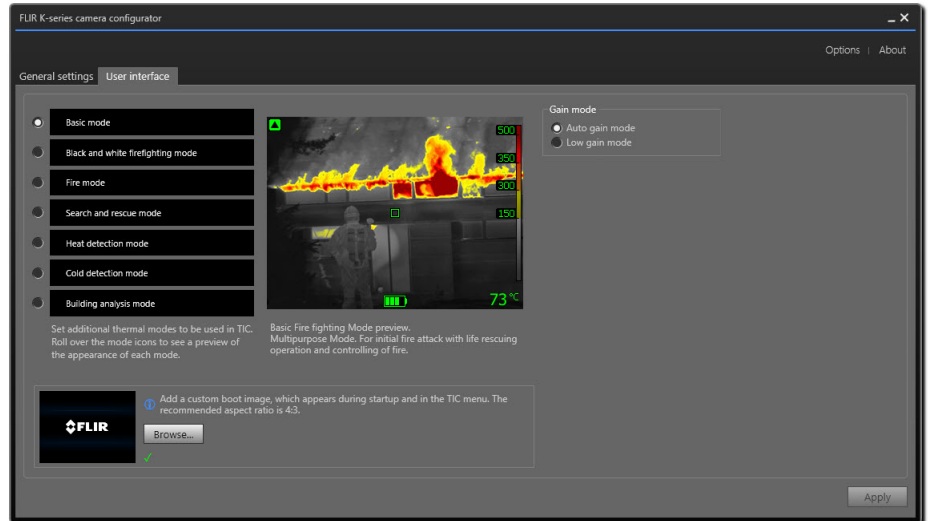 FLIR K-series camera configurator
Options | About
General settings
User interface
Basic mode
Black and white firefighting mode
Fire mode
Search and rescue mode
Heat detection mode
Cold detection mode
Building analysis mode
Set additional thermal modes to be used in TIC.
Roll over the mode icons to see a preview of
the appearance of each mode.
500
350
300
150
73°C
Basic Fire fighting Mode preview.
Multipurpose Mode. For initial fire attack with life rescuing
operation and controlling of fire.
Gain mode
Auto gain mode
Low gain mode
FLIR
Add a custom boot image, which appears during startup and in the TIC menu. The
recommended aspect ratio is 4:3.
Browse...
Apply